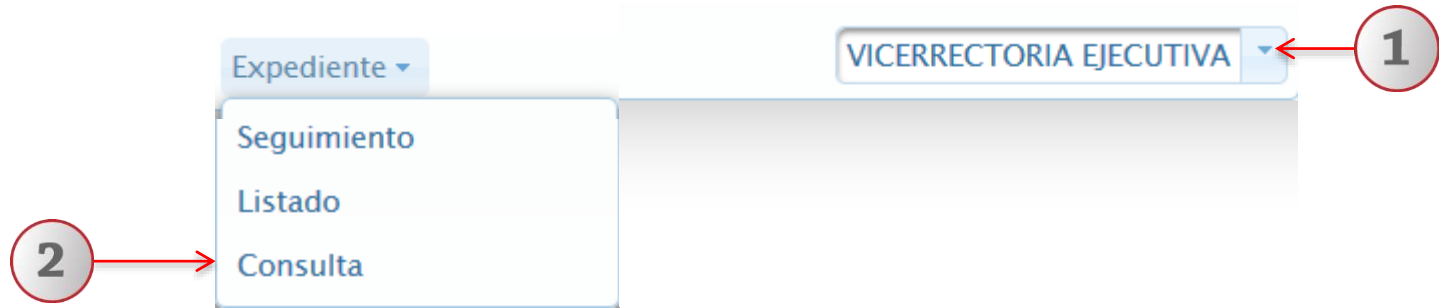 Expediente
VICERRECTORIA EJECUTIVA
1
Seguimiento
Listado
2
Consulta